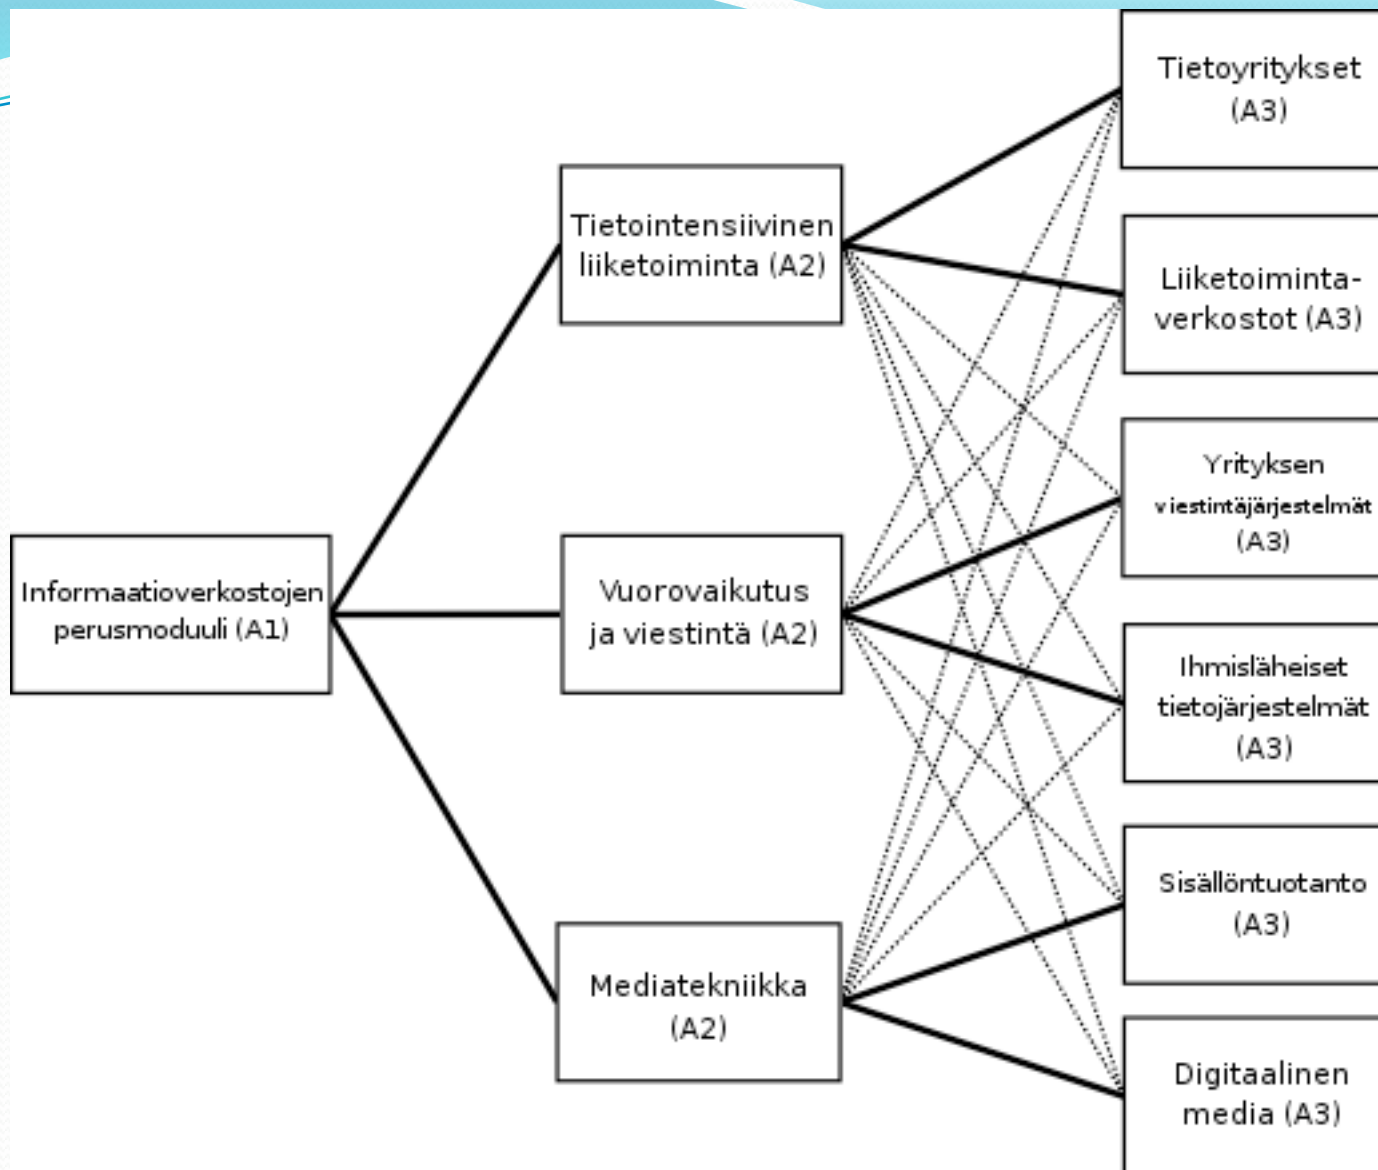 Informaatioverkostojen
perusmoduuli (A1)
Tietointensiivinen
liiketoiminta (A2)
Vuorovaikutus
ja viestintä (A2)
Mediatekniikka
(A2)
Tietoyritykset
(A3)
Liiketoiminta-
verkostot (A3)
Yrityksen
viestintäjärjestelmät
(A3)
Ihmisläheiset
tietojärjestelmät
(A3)
Sisällöntuotanto
(A3)
Digitaalinen
media (A3)